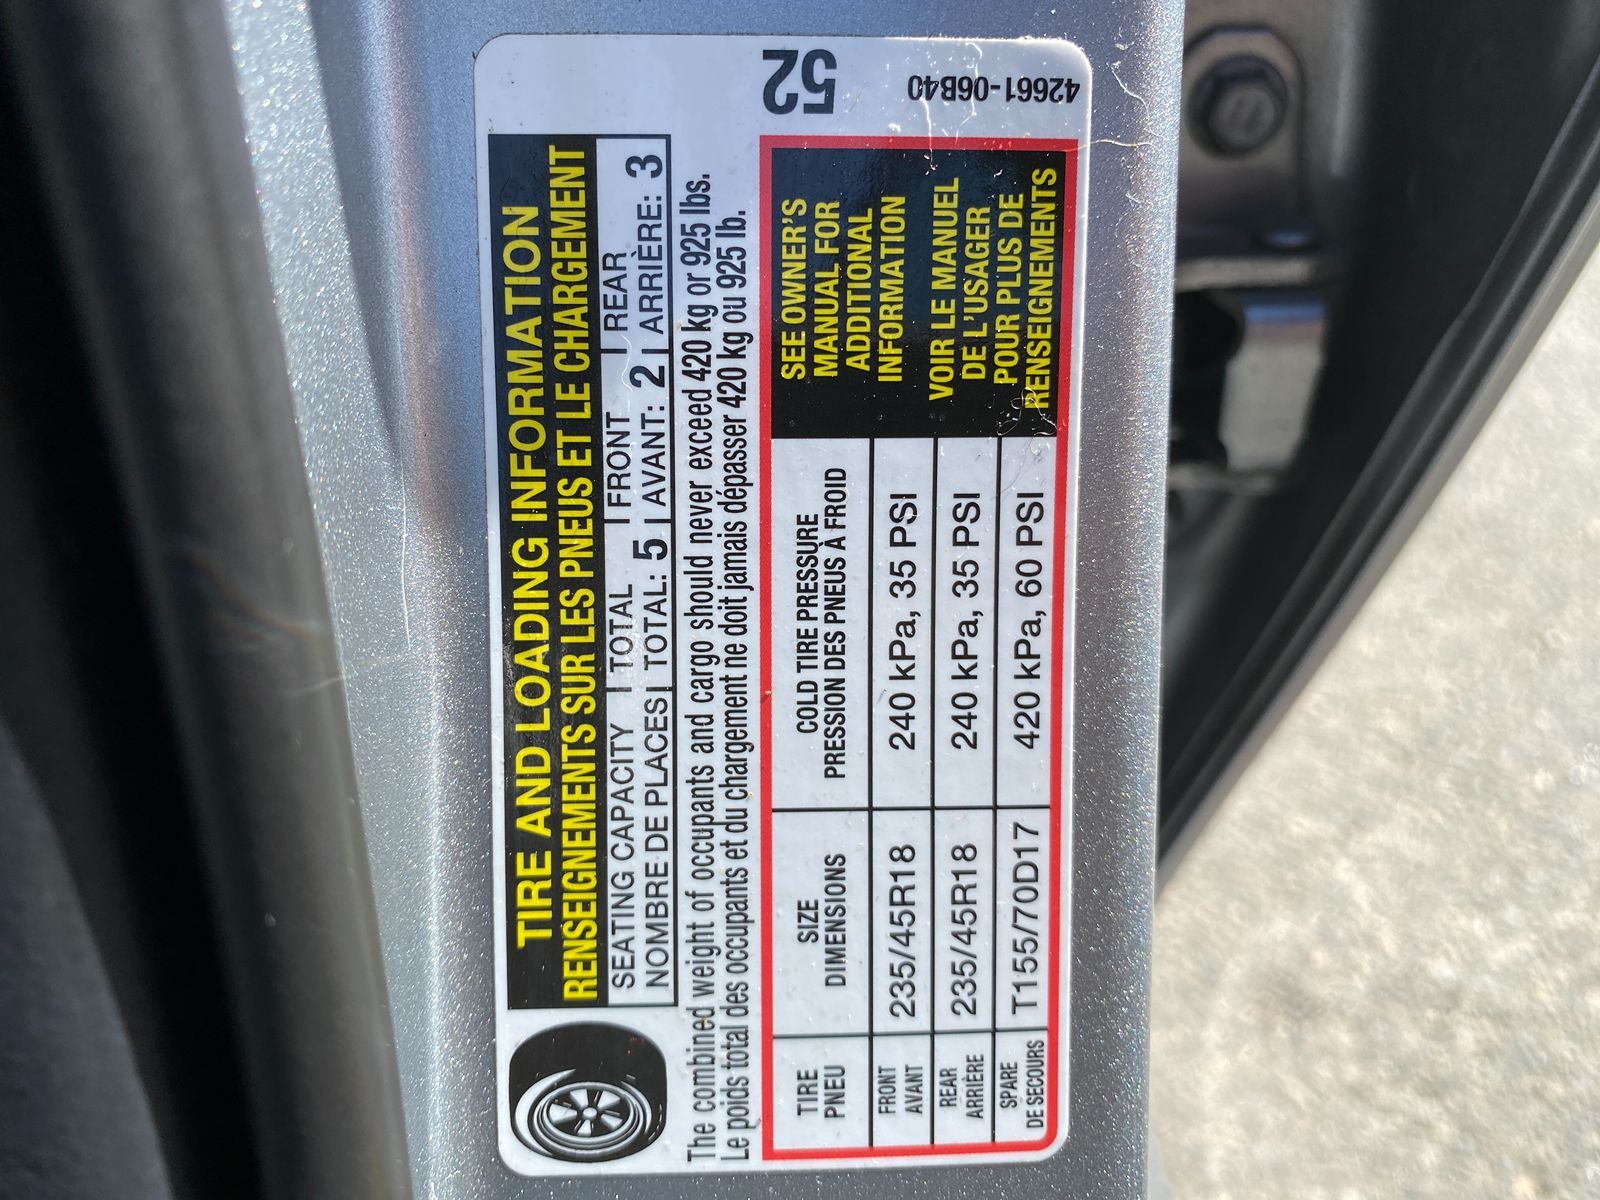 TIRE AND LOADING INFORMATION
RENSEIGNEMENTS SUR LES PNEUS ET LE CHARGEMENT
SEATING CAPACITY | TOTAL | FRONT | REAR
NOMBRE DE PLACES | TOTAL: 5 | AVANT: 2 | ARRIÈRE: 3
The combined weight of occupants and cargo should never exceed 420 kg or 925 lbs.
Le poids total des occupants et du chargement ne doit jamais dépasser 420 kg ou 925 lb.
TIRE SIZE COLD TIRE PRESSURE
PNEU DIMENSIONS PRESSION DES PNEUS À FROID
FRONT
AVANT
235/45R18 240 kPa, 35 PSI
REAR
ARRIÈRE
235/45R18 240 kPa, 35 PSI
SPARE
DE SECOURS
T155/70D17 420 kPa, 60 PSI
SEE OWNER'S
MANUAL FOR
ADDITIONAL
INFORMATION
VOIR LE MANUEL
DE L'USAGER
POUR PLUS DE
RENSEIGNEMENTS
52
42661-06B40